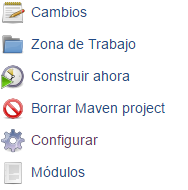 Cambios
Zona de Trabajo
Construir ahora
Borrar Maven project
Configurar
Módulos